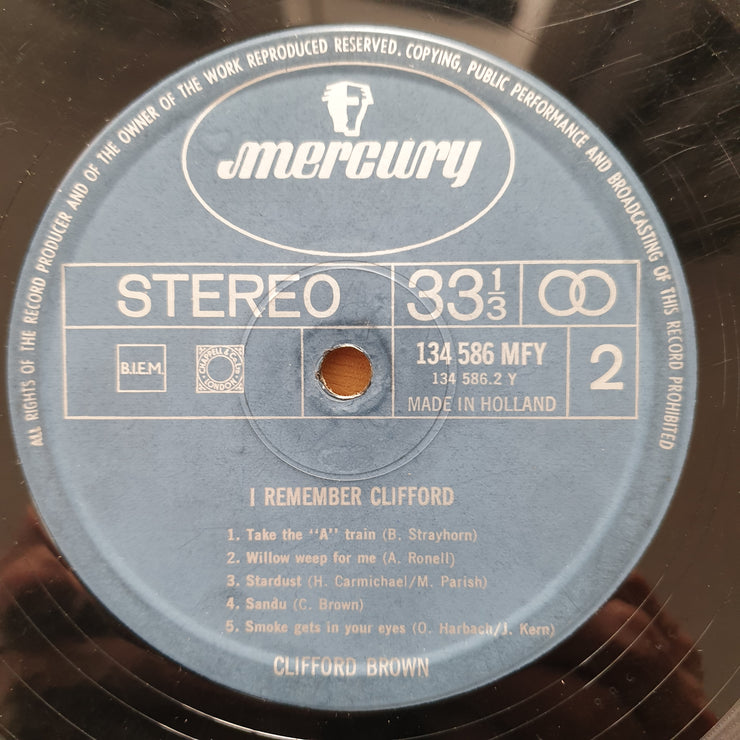 ALL RIGHTS OF THE RECORD PRODUCER AND OF THE OWNER OF THE WORK REPRODUCED RESERVED. COPYING, PUBLIC PERFORMANCE AND BROADCASTING OF THIS RECORD PROHIBITED
mercury
STEREO 33 1/3
B.I.E.M. CHAPPELL & Co. Ltd. LONDON
134 586 MFY
134 586.2 Y
MADE IN HOLLAND
2
I REMEMBER CLIFFORD
1. Take the "A" train (B. Strayhorn)
2. Willow weep for me (A. Ronell)
3. Stardust (H. Carmichael/M. Parish)
4. Sandu (C. Brown)
5. Smoke gets in your eyes (O. Harbach/J. Kern)
CLIFFORD BROWN